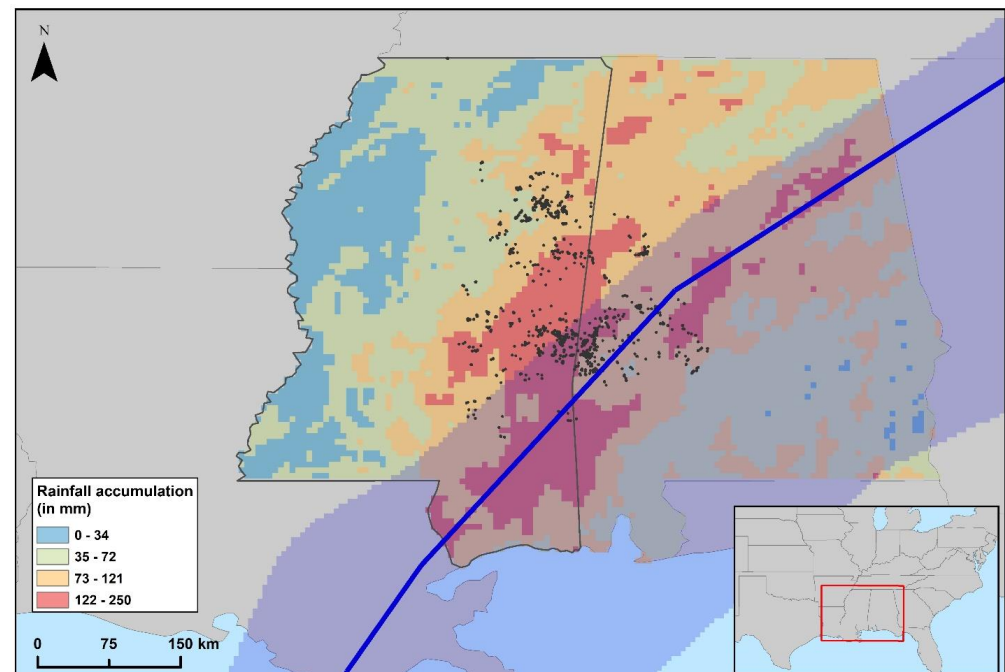 N
Rainfall accumulation
(in mm)
0 - 34
35 - 72
73 - 121
122 - 250
0 75 150 km